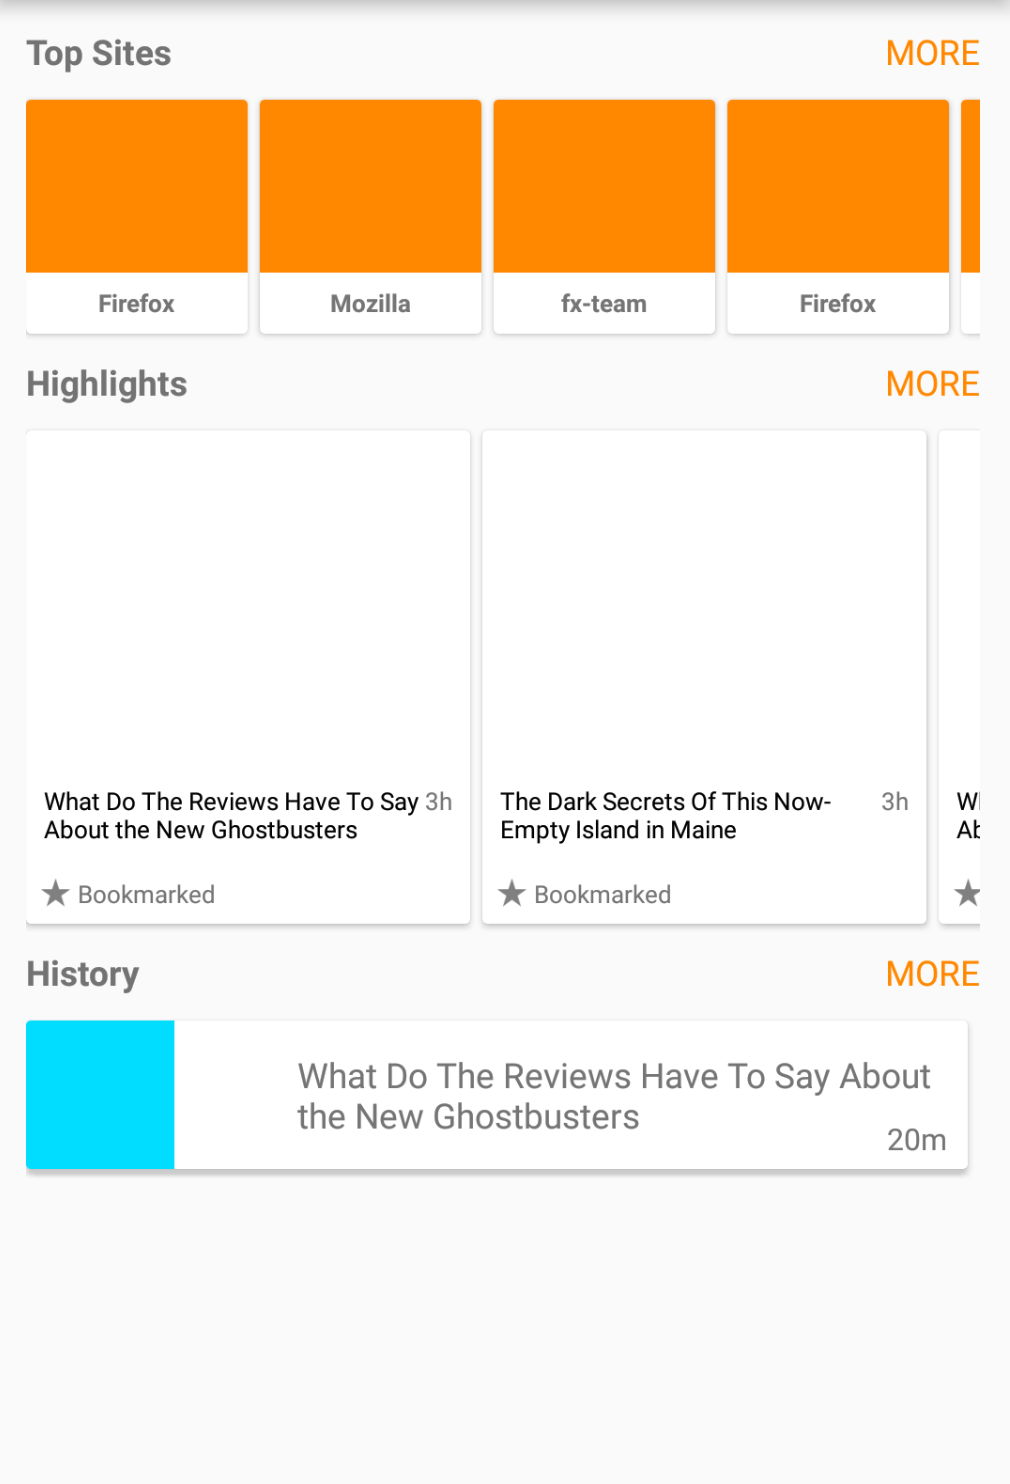 Top Sites MORE
Firefox Mozilla fx-team Firefox
Highlights MORE
What Do The Reviews Have To Say 3h The Dark Secrets Of This Now- 3h
About the New Ghostbusters Empty Island in Maine Ab
Bookmarked Bookmarked
History MORE
What Do The Reviews Have To Say About
the New Ghostbusters
20m